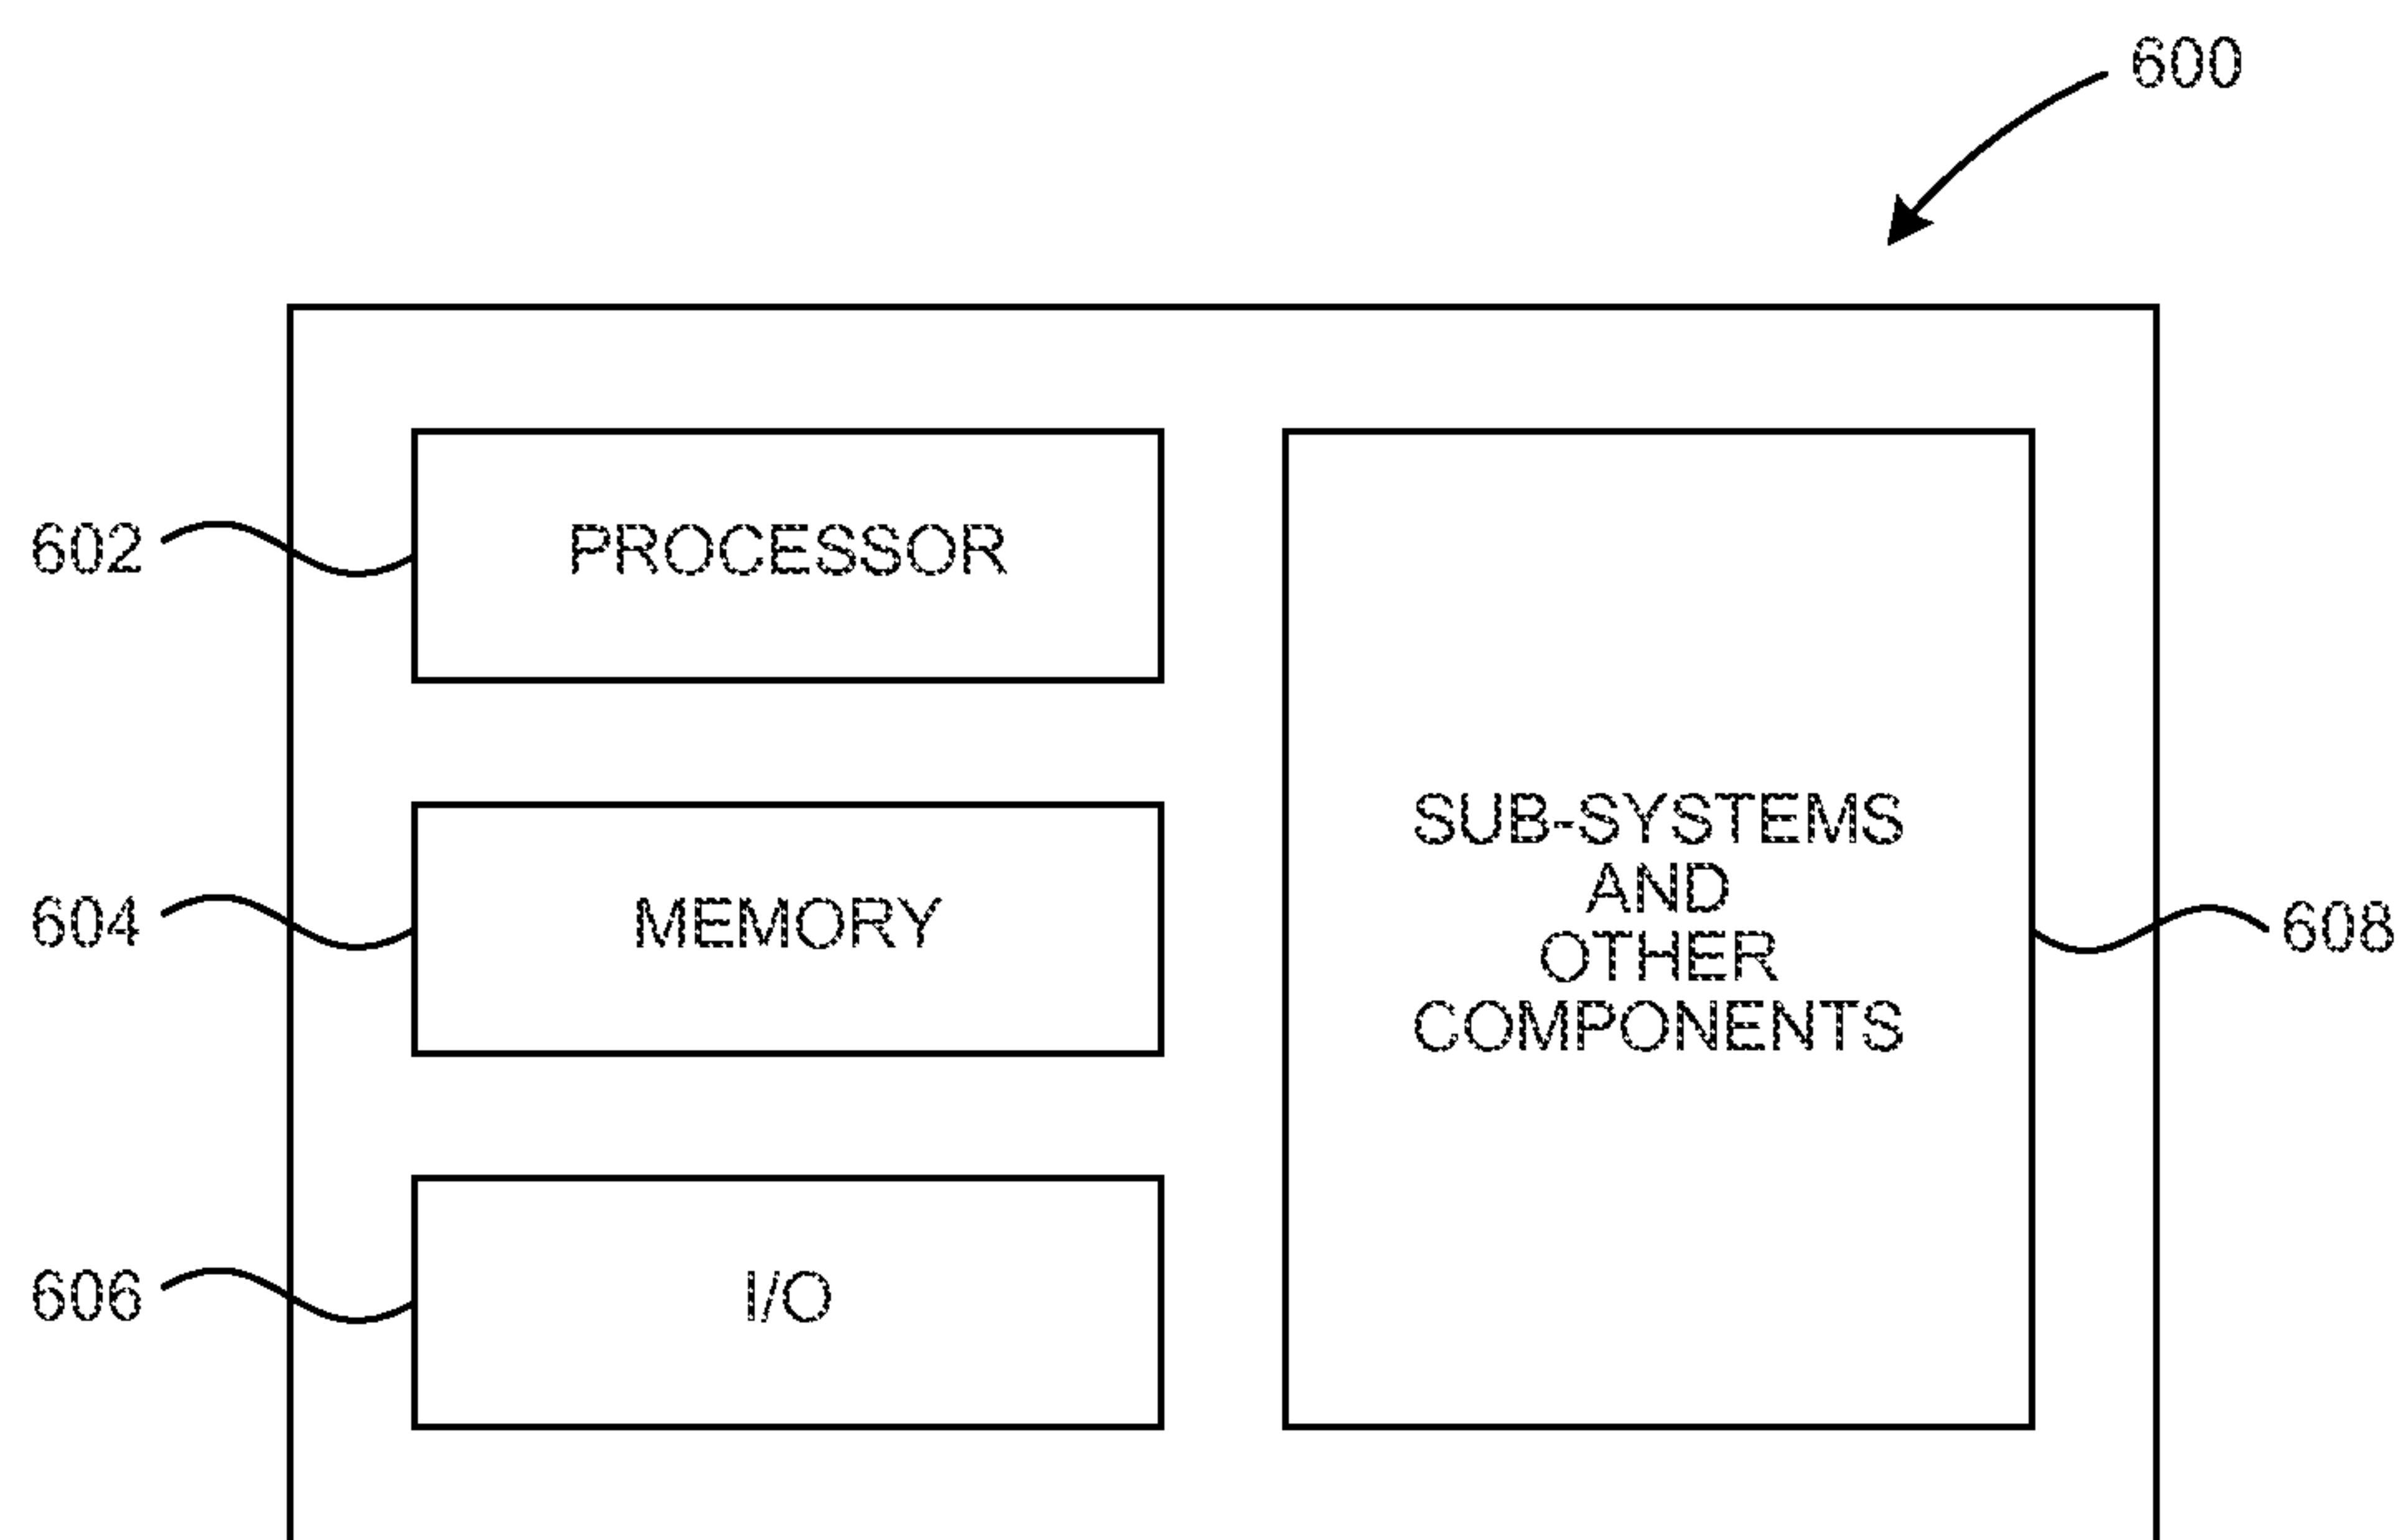 600
602
PROCESSOR
604
MEMORY
606
I/O
SUB-SYSTEMS
AND
OTHER
COMPONENTS
608